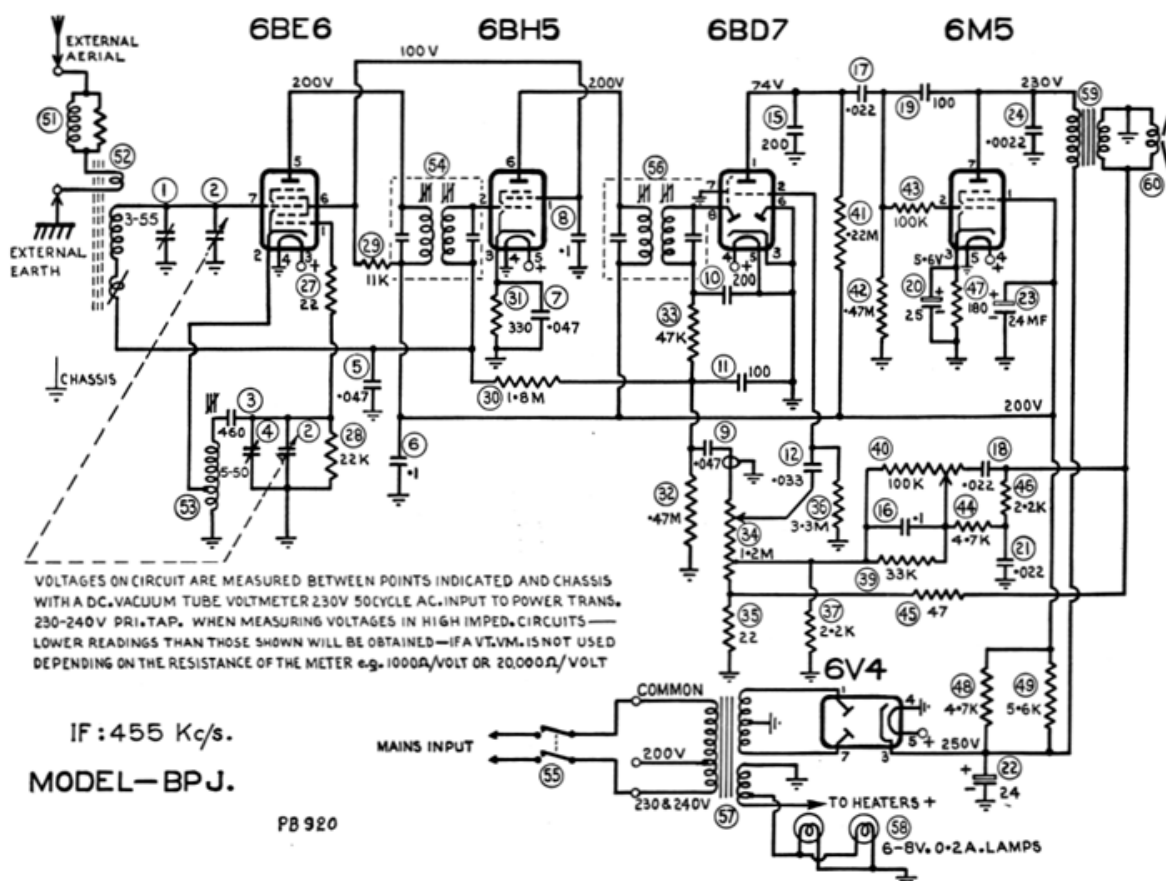 6BE6 6BH5 6BD7 6M5
EXTERNAL
AERIAL
51
52
3-55
1
2
EXTERNAL
EARTH
CHASSIS
100V
200V
5
7
6
1
2
4
3
+
27
22
29
11K
54
200V
6
2
1
3
4
5
+
8
·1
31
330
7
·047
56
74V
1
7
2
8
6
4
5
3
+
10
200
33
47K
11
100
15
200
17
·022
19
100
41
·22M
42
·47M
43
100K
230V
7
2
1
3
5
4
+
5·6V
20
25
+
-
47
180
23
24MF
+
-
24
·0022
59
60
5
·047
30
1·8M
200V
3
460
4
5-50
2
28
22K
53
6
·1
9
·047
32
·47M
12
·033
34
1·2M
36
3·3M
35
22
37
2·2K
40
100K
18
·022
16
·1
44
4·7K
46
2·2K
39
33K
21
·022
45
47
VOLTAGES ON CIRCUIT ARE MEASURED BETWEEN POINTS INDICATED AND CHASSIS
WITH A DC. VACUUM TUBE VOLTMETER 230V 50CYCLE AC. INPUT TO POWER TRANS.
230-240V PRI. TAP. WHEN MEASURING VOLTAGES IN HIGH IMPED. CIRCUITS—
LOWER READINGS THAN THOSE SHOWN WILL BE OBTAINED—IF A V.T.VM. IS NOT USED
DEPENDING ON THE RESISTANCE OF THE METER e.g. 1000Ω/VOLT OR 20,000Ω/VOLT
6V4
1
7
4
5
3
+
250V
48
4·7K
49
5·6K
22
24
+
-
COMMON
MAINS INPUT
55
200V
230 & 240V
57
TO HEATERS +
58
6-8V. 0·2A. LAMPS
IF: 455 Kc/s.
MODEL—BPJ.
PB920